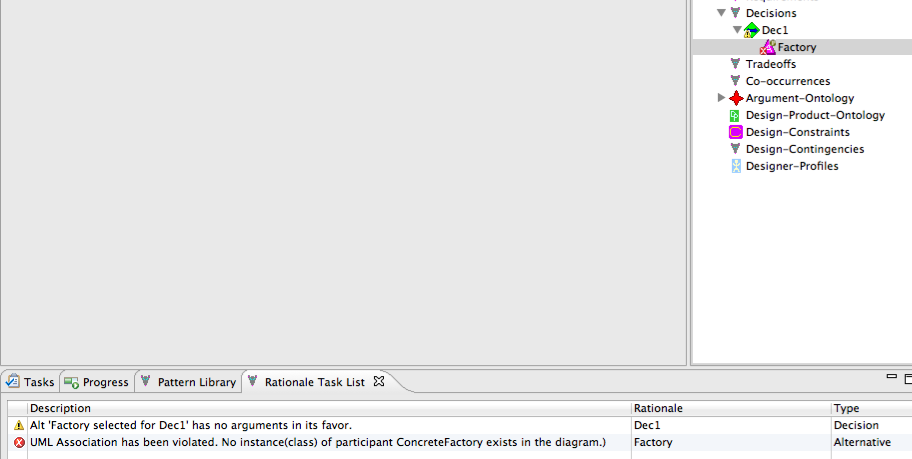 Decisions
Dec1
Factory
Tradeoffs
Co-occurrences
Argument-Ontology
Design-Product-Ontology
Design-Constraints
Design-Contingencies
Designer-Profiles
Tasks Progress Pattern Library Rationale Task List
Description Rationale Type
Alt 'Factory selected for Dec1' has no arguments in its favor. Dec1 Decision
UML Association has been violated. No instance(class) of participant ConcreteFactory exists in the diagram.) Factory Alternative